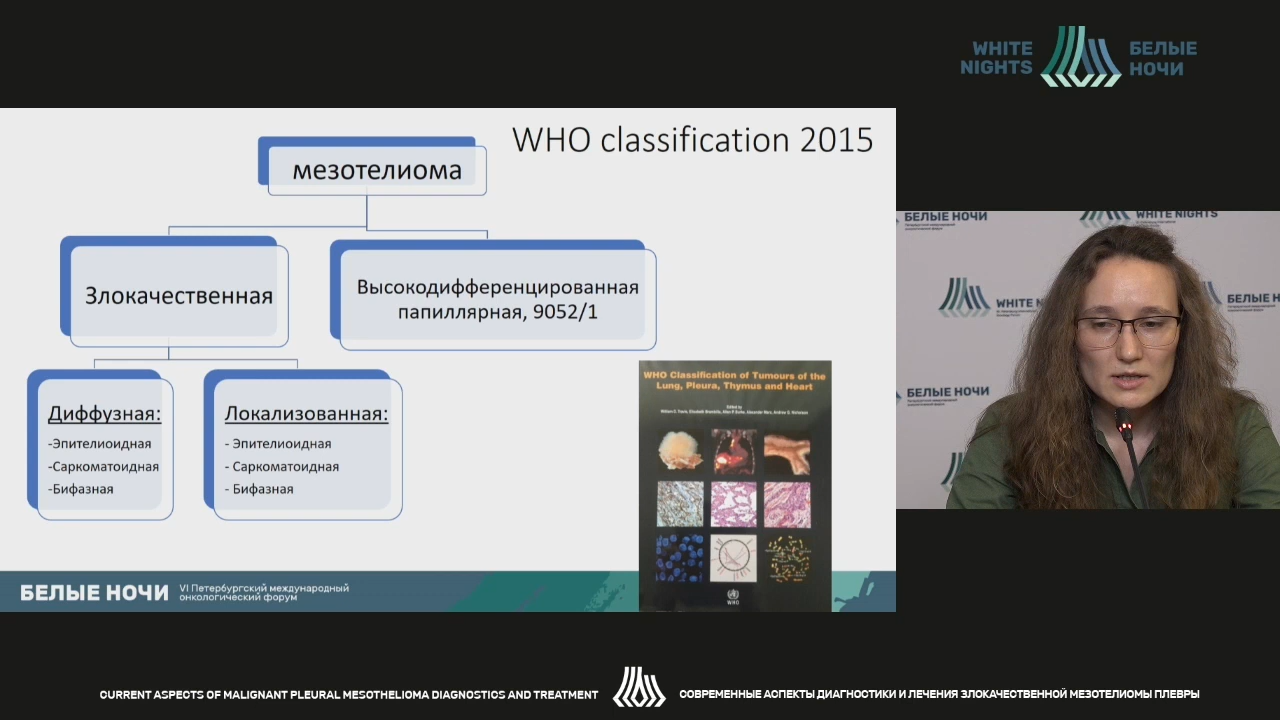 WHITE
NIGHTS
БЕЛЫЕ
НОЧИ
WHO classification 2015
мезотелиома
Злокачественная
Высокодифференцированная
папиллярная, 9052/1
Диффузная:
-Эпителиоидная
-Саркоматоидная
-Бифазная
Локализованная:
- Эпителиоидная
- Саркоматоидная
- Бифазная
WHO Classification of Tumours of the
Lung, Pleura, Thymus and Heart
Edited by
WHO
БЕЛЫЕ НОЧИ
VI Петербургский международный
онкологический форум
БЕЛЫЕ НОЧИ
WHITE NIGHTS
WHITE NI
БЕЛЫЕ Н
БЕЛЫЕ НОЧИ
CURRENT ASPECTS OF MALIGNANT PLEURAL MESOTHELIOMA DIAGNOSTICS AND TREATMENT
СОВРЕМЕННЫЕ АСПЕКТЫ ДИАГНОСТИКИ И ЛЕЧЕНИЯ ЗЛОКАЧЕСТВЕННОЙ МЕЗОТЕЛИОМЫ ПЛЕВРЫ